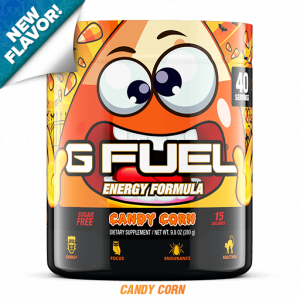 NEW
FLAVOR!
40
SERVINGS
G FUEL
ENERGY FORMULA
SUGAR
FREE
CANDY CORN
15
CALORIES
DIETARY SUPPLEMENT / NET WT. 9.8 OZ (280 g)
ENERGY
FOCUS
ENDURANCE
REACTION
CANDY CORN